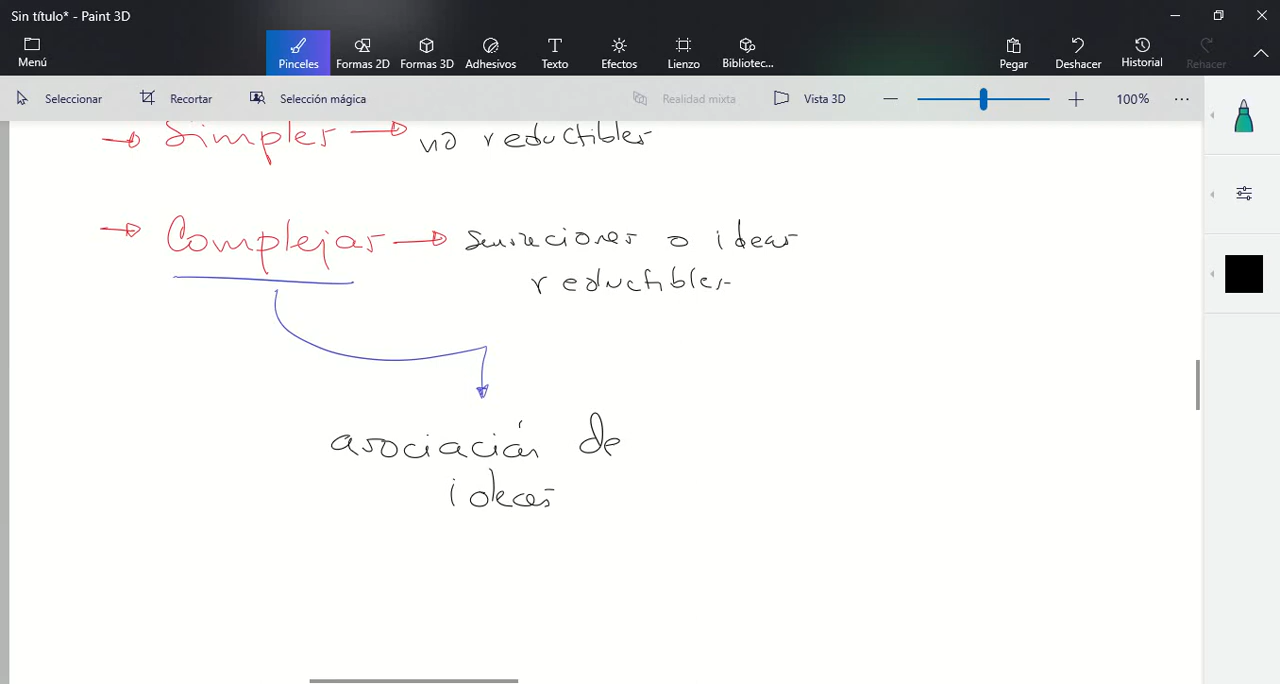 Sin título* - Paint 3D
Menú
Pinceles
Formas 2D
Formas 3D
Adhesivos
Texto
Efectos
Lienzo
Bibliotec...
Pegar
Deshacer
Historial
Rehacer
Seleccionar
Recortar
Selección mágica
Realidad mixta
Vista 3D
100%
Simples → no reductibles
Complejas → sensaciones o ideas
reductibles
asociación de
ideas